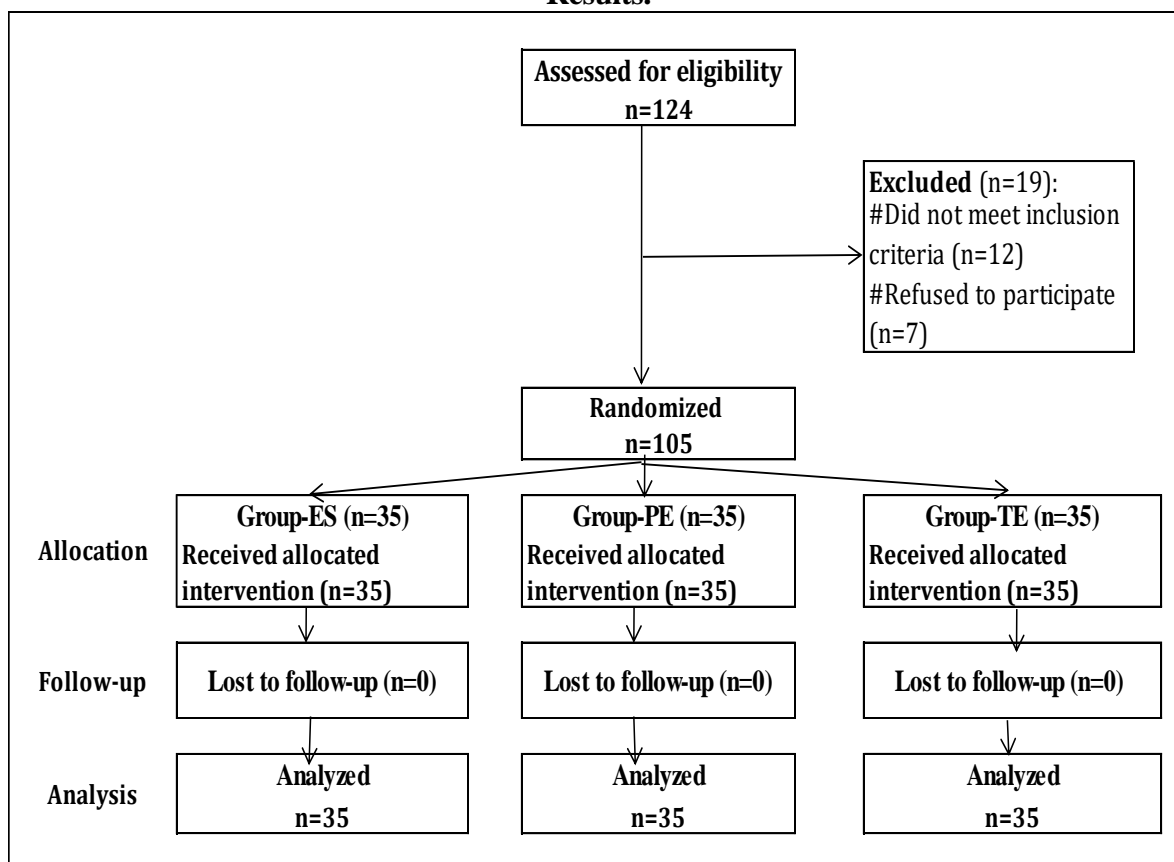 Results:
Assessed for eligibility
n=124
Excluded (n=19):
#Did not meet inclusion
criteria (n=12)
#Refused to participate
(n=7)
Randomized
n=105
Allocation
Group-ES (n=35)
Received allocated
intervention (n=35)
Group-PE (n=35)
Received allocated
intervention (n=35)
Group-TE (n=35)
Received allocated
intervention (n=35)
Follow-up
Lost to follow-up (n=0)
Lost to follow-up (n=0)
Lost to follow-up (n=0)
Analysis
Analyzed
n=35
Analyzed
n=35
Analyzed
n=35